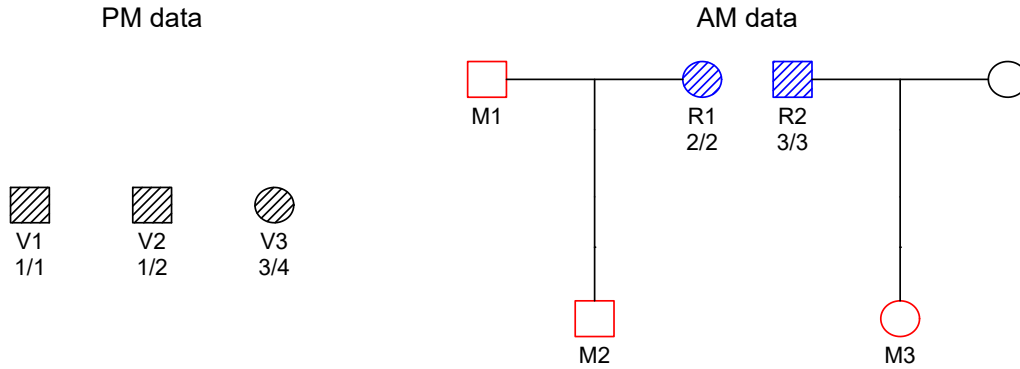 PM data
AM data
M1
R1
2/2
R2
3/3
V1
1/1
V2
1/2
V3
3/4
M2
M3